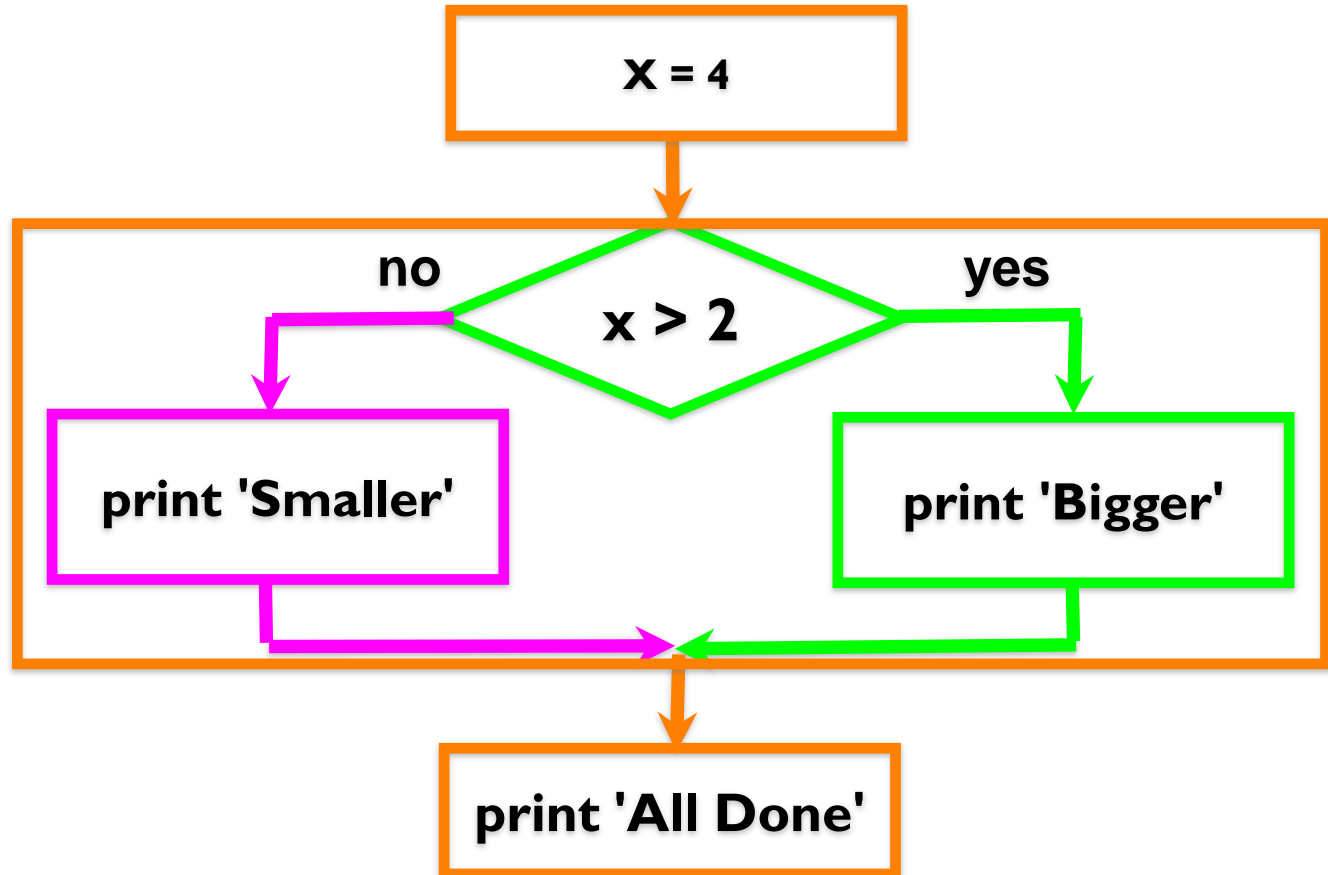 x = 4
no
yes
x > 2
print 'Smaller'
print 'Bigger'
print 'All Done'